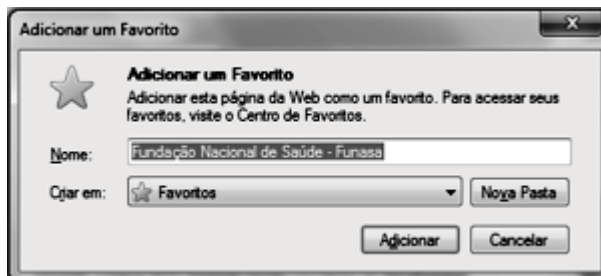 Adicionar um Favorito
x
Adicionar um Favorito
Adicionar esta página da Web como um favorito. Para acessar seus
favoritos, visite o Centro de Favoritos.
Nome: Fundação Nacional de Saúde - Funasa
Criar em: Favoritos Nova Pasta
Adicionar Cancelar